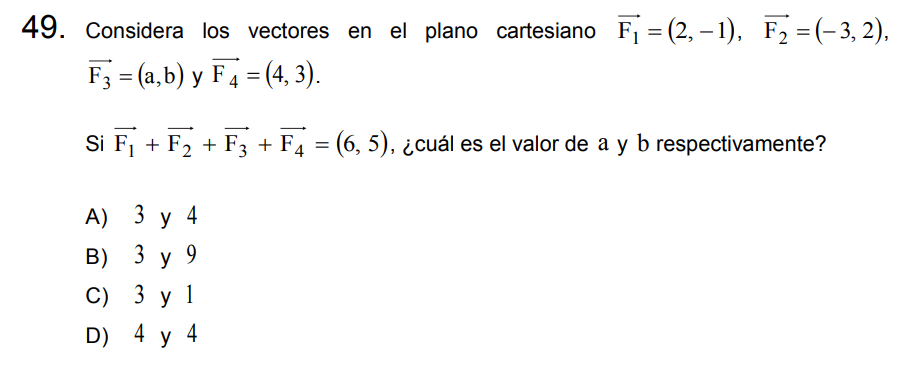 49. Considera los vectores en el plano cartesiano $\overrightarrow{F_1} = (2, -1)$, $\overrightarrow{F_2} = (-3, 2)$,
$\overrightarrow{F_3} = (a,b)$ y $\overrightarrow{F_4} = (4, 3)$.
Si $\overrightarrow{F_1} + \overrightarrow{F_2} + \overrightarrow{F_3} + \overrightarrow{F_4} = (6, 5)$, ¿cuál es el valor de a y b respectivamente?
A) 3 y 4
B) 3 y 9
C) 3 y 1
D) 4 y 4